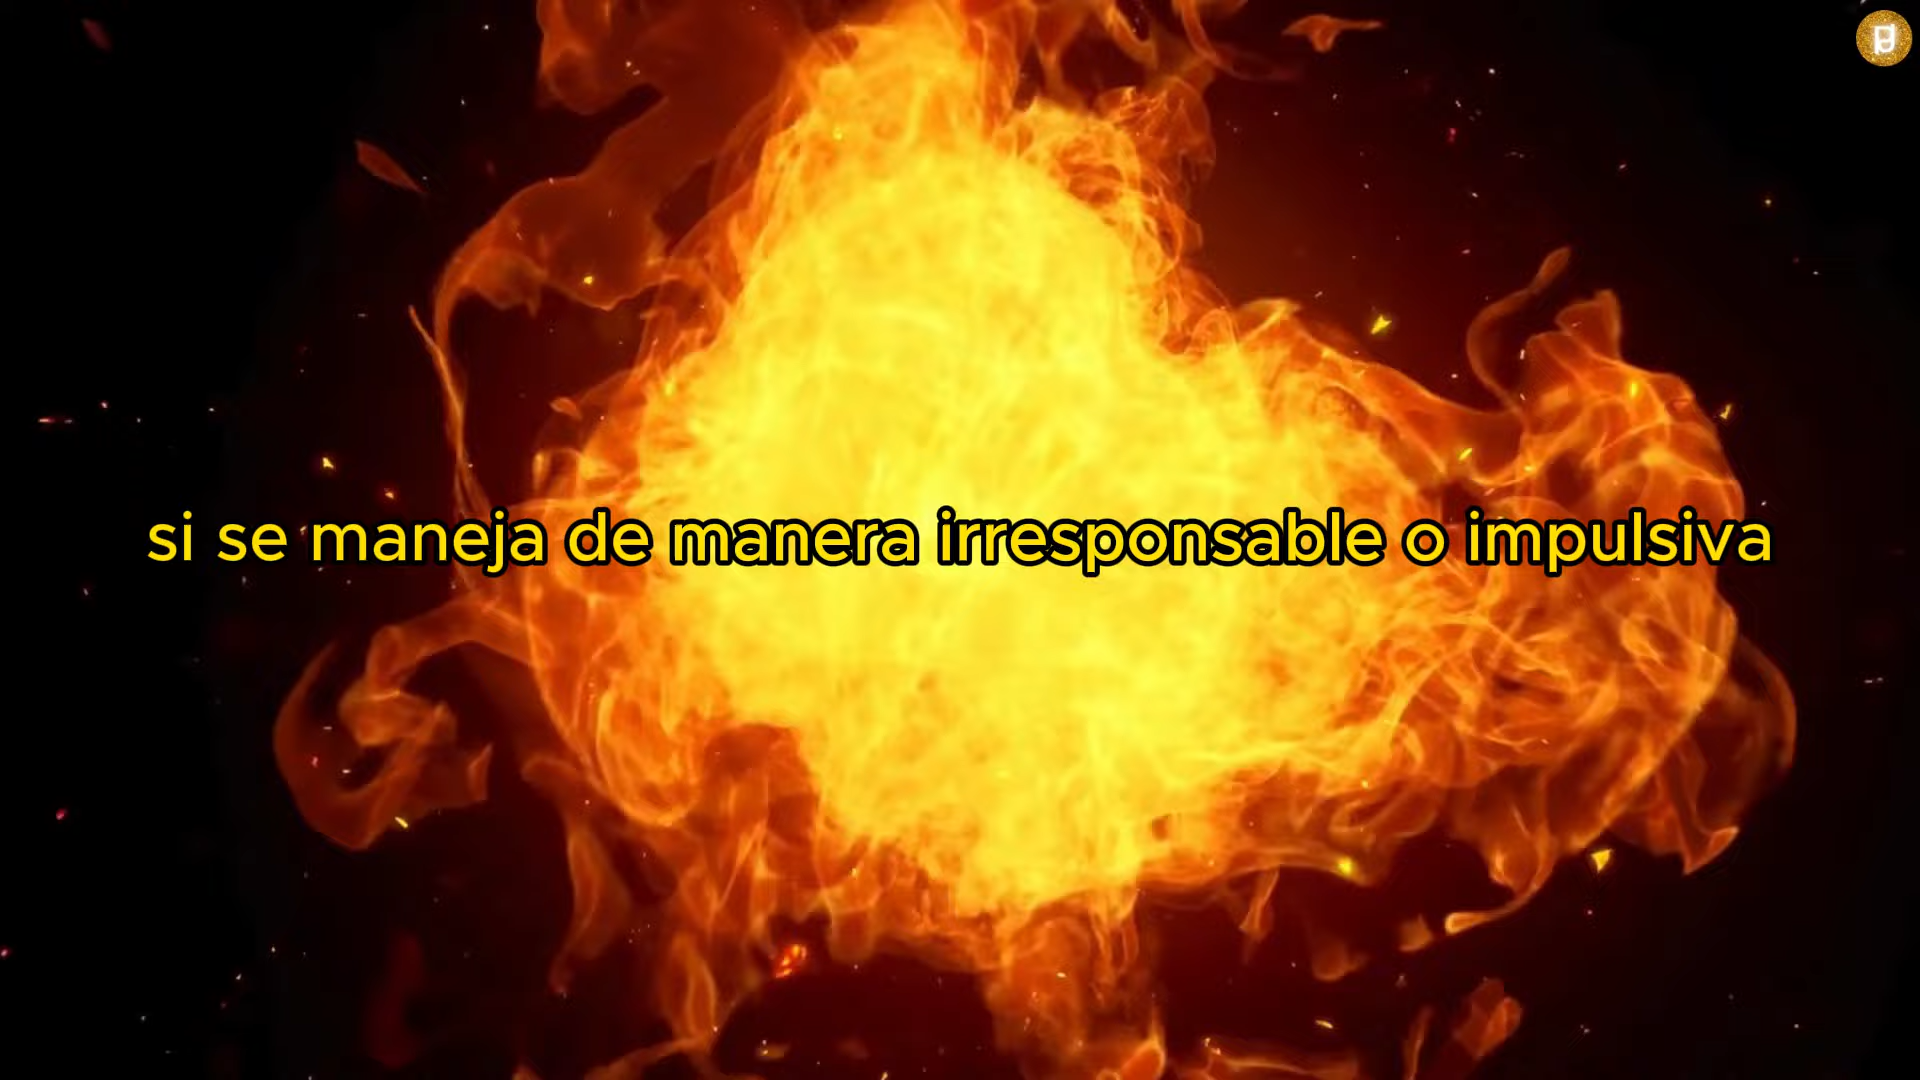 si se maneja de manera irresponsable o impulsiva